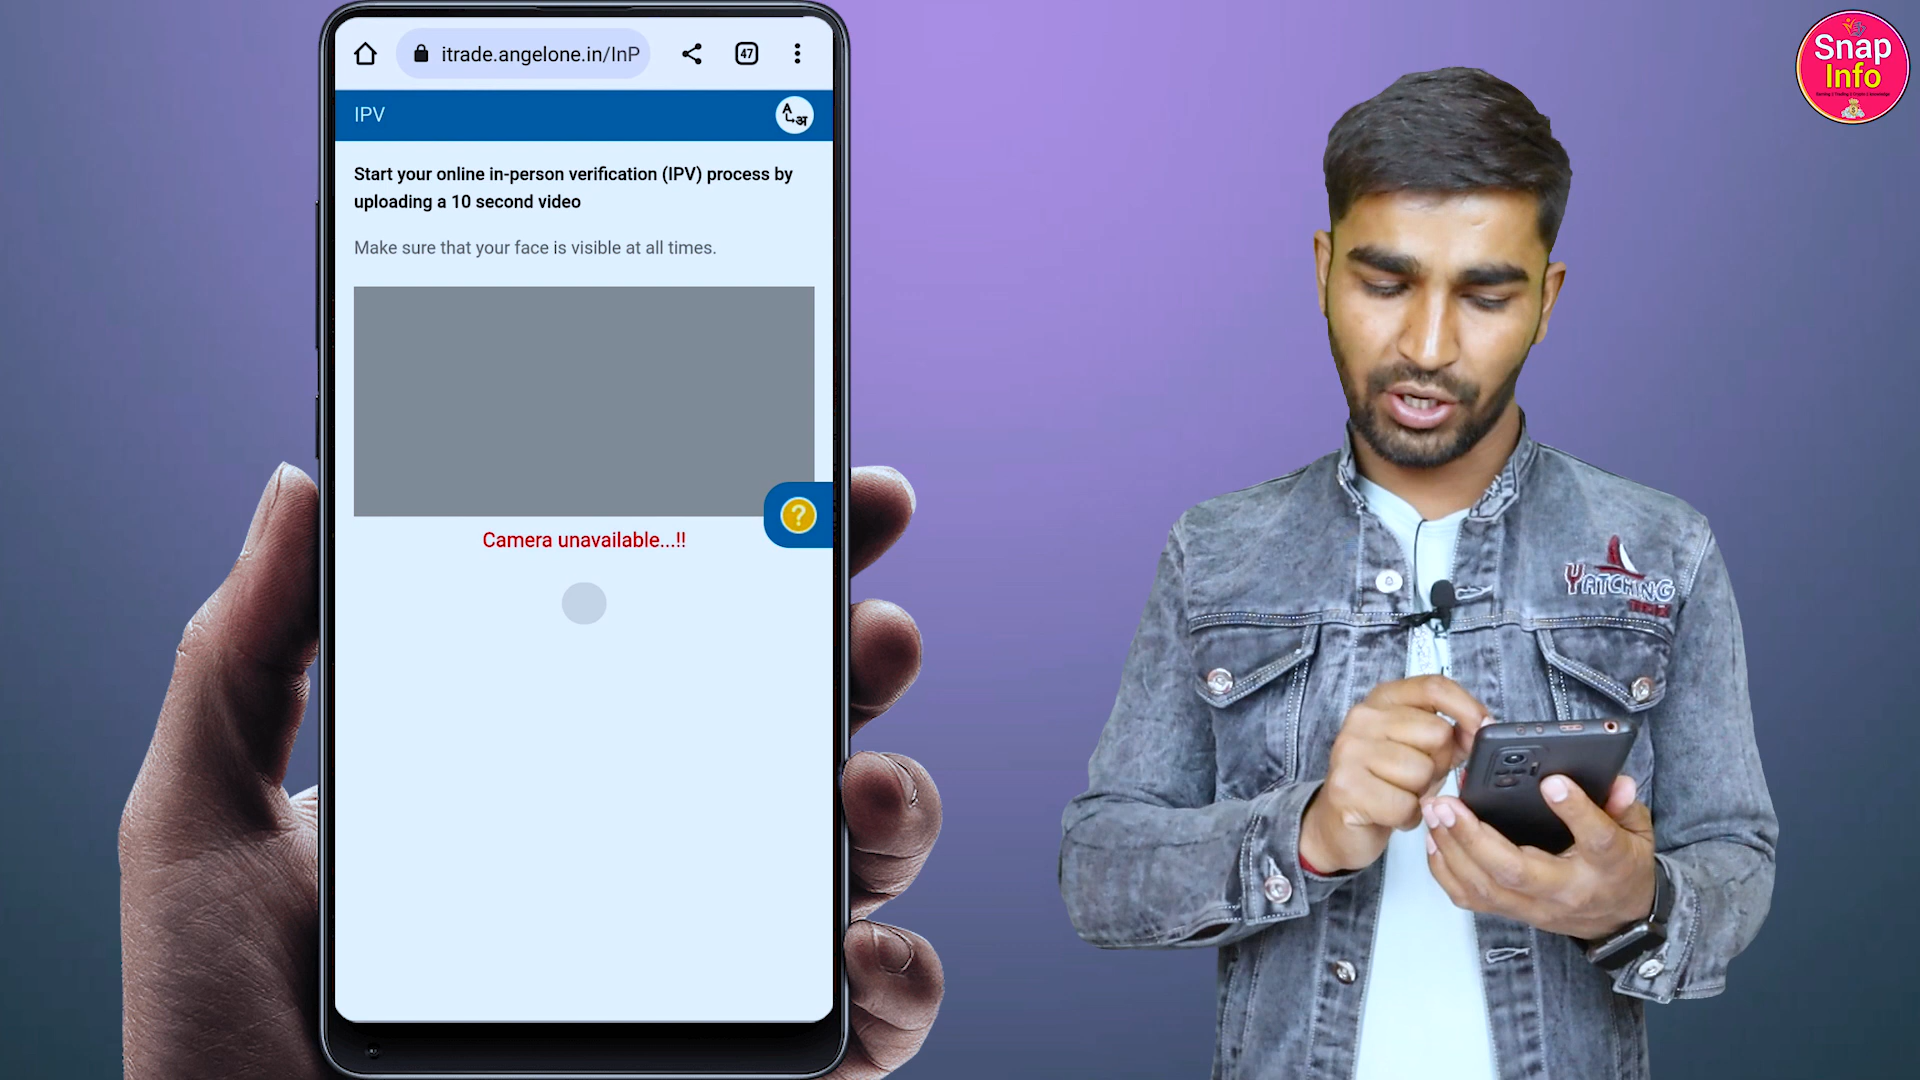 itrade.angelone.in/InP
47
IPV
A
अ
Start your online in-person verification (IPV) process by
uploading a 10 second video
Make sure that your face is visible at all times.
?
Camera unavailable...!!
Snap
Info
YATCHING